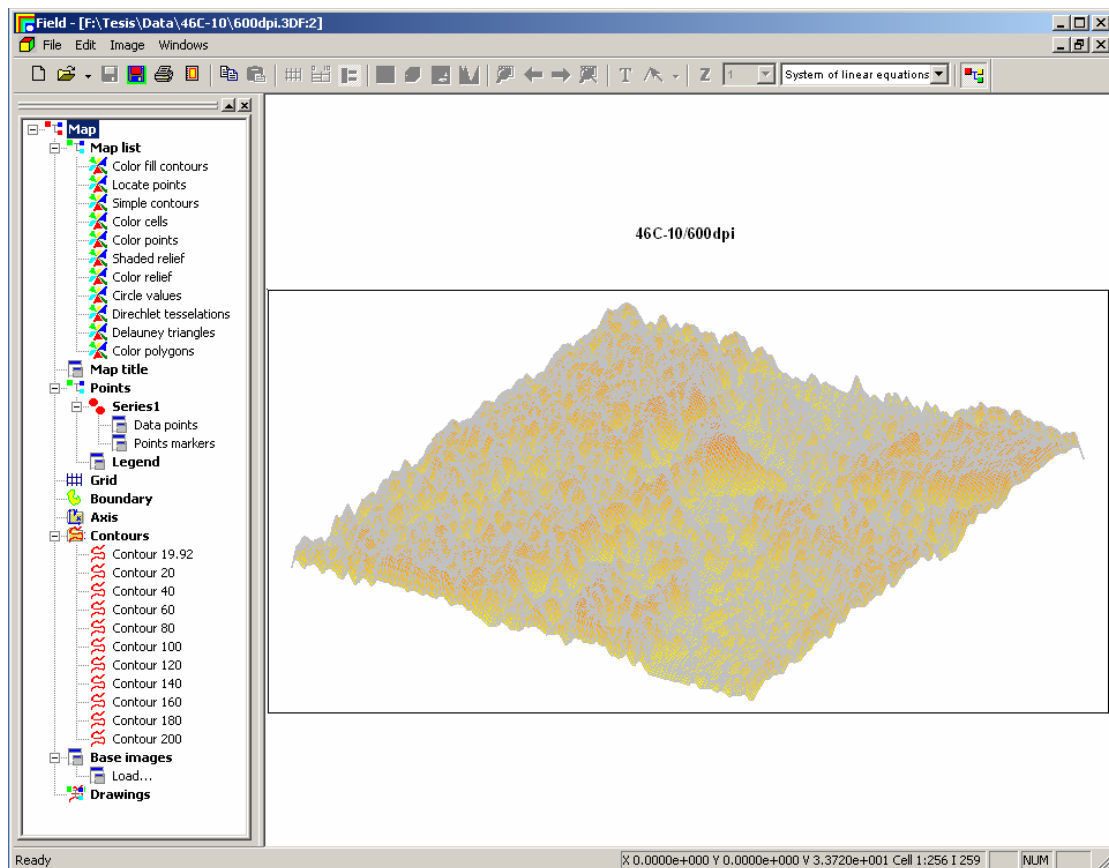 Field - [F:\Tesis\Data\46C-10\600dpi.3DF:2]
File Edit Image Windows
T Z 1 System of linear equations
Map
Map list
Color fill contours
Locate points
Simple contours
Color cells
Color points
Shaded relief
Color relief
Circle values
Direchlet tesselations
Delauney triangles
Color polygons
Map title
Points
Series1
Data points
Points markers
Legend
Grid
Boundary
Axis
Contours
Contour 19.92
Contour 20
Contour 40
Contour 60
Contour 80
Contour 100
Contour 120
Contour 140
Contour 160
Contour 180
Contour 200
Base images
Load...
Drawings
46C-10/600dpi
Ready X 0.0000e+000 Y 0.0000e+000 V 3.3720e+001 Cell 1:256 I 259 NUM